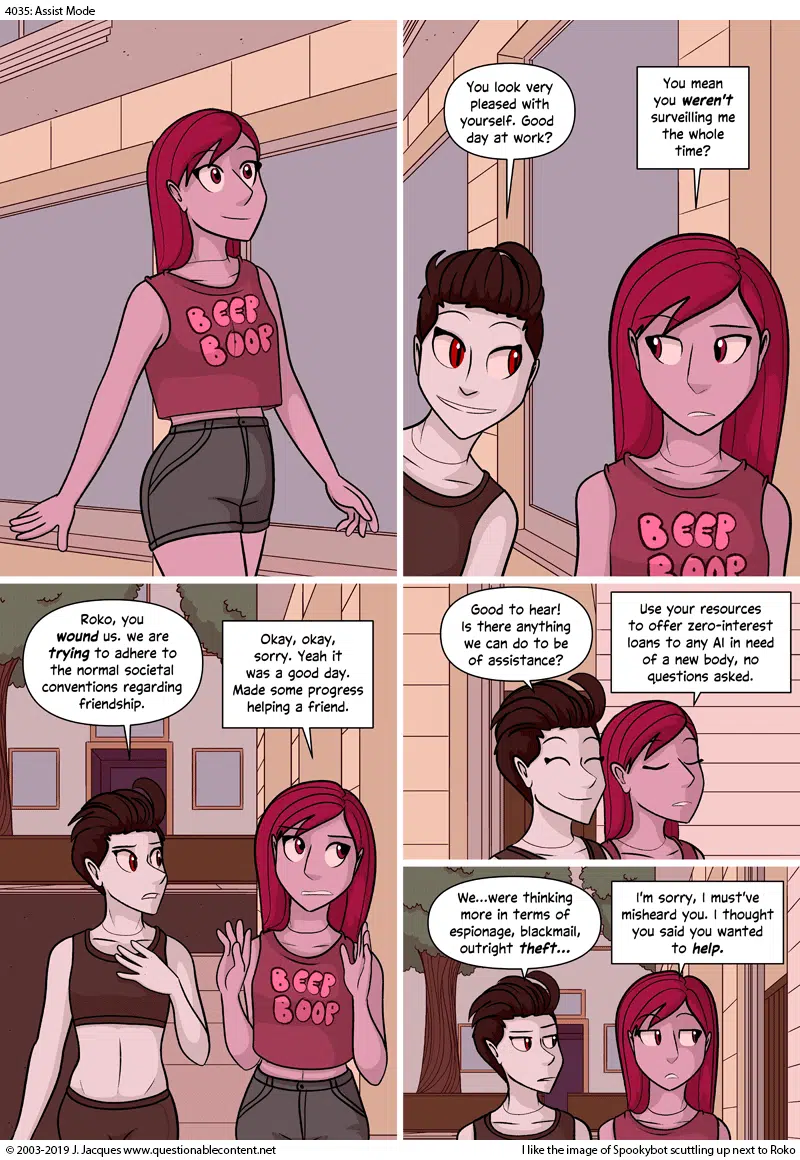 4035: Assist Mode
BEEP
BOOP
You look very
pleased with
yourself. Good
day at work?
You mean
you weren't
surveilling me
the whole
time?
BEEP
BOOP
Roko, you
wound us. we are
trying to adhere to
the normal societal
conventions regarding
friendship.
Okay, okay,
sorry. Yeah it
was a good day.
Made some progress
helping a friend.
BEEP
BOOP
Good to hear!
Is there anything
we can do to be
of assistance?
Use your resources
to offer zero-interest
loans to any AI in need
of a new body, no
questions asked.
We...were thinking
more in terms of
espionage, blackmail,
outright theft...
I'm sorry, I must've
misheard you. I thought
you said you wanted
to help.
© 2003-2019 J. Jacques www.questionablecontent.net
I like the image of Spookybot scuttling up next to Roko